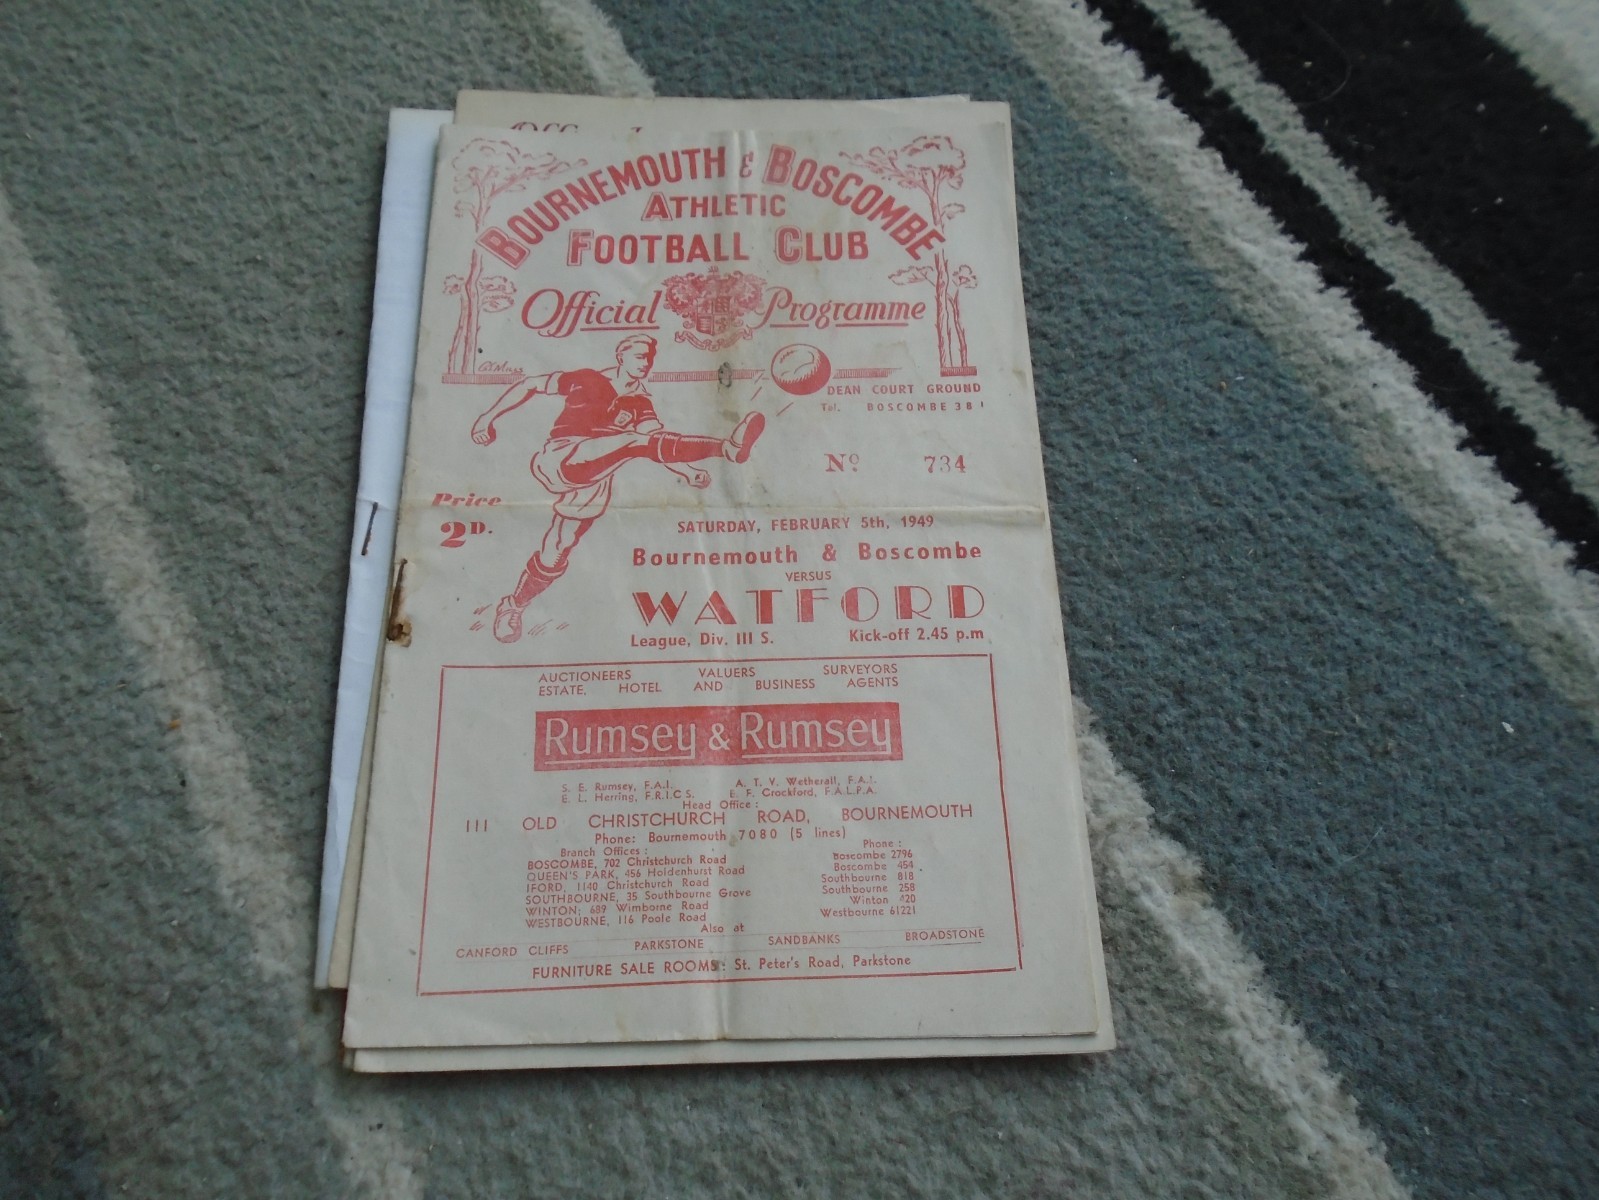 BOURNEMOUTH & BOSCOMBE
ATHLETIC
FOOTBALL CLUB
Official Programme
DEAN COURT GROUND
Tel. BOSCOMBE 381
Nº 734
Price
2D.
SATURDAY, FEBRUARY 5th, 1949
Bournemouth & Boscombe
VERSUS
WATFORD
League, Div. III S. Kick-off 2.45 p.m
AUCTIONEERS VALUERS SURVEYORS
ESTATE, HOTEL AND BUSINESS AGENTS
Rumsey & Rumsey
S. E. Rumsey, F.A.I. A. T. V. Wetherall, F.A.I.
E. L. Herring, F.R.I.C S. E. F. Crockford, F.A.L.P.A.
Head Office :
111 OLD CHRISTCHURCH ROAD, BOURNEMOUTH
Phone: Bournemouth 7080 (5 lines)
Branch Offices : Phone :
BOSCOMBE, 702 Christchurch Road Boscombe 2796
QUEEN'S PARK, 456 Holdenhurst Road Boscombe 454
IFORD, 1140 Christchurch Road Southbourne 818
SOUTHBOURNE, 35 Southbourne Grove Southbourne 258
WINTON, 689 Wimborne Road Winton 420
WESTBOURNE, 116 Poole Road Westbourne 61221
Also at
CANFORD CLIFFS PARKSTONE SANDBANKS BROADSTONE
FURNITURE SALE ROOMS: St. Peter's Road, Parkstone